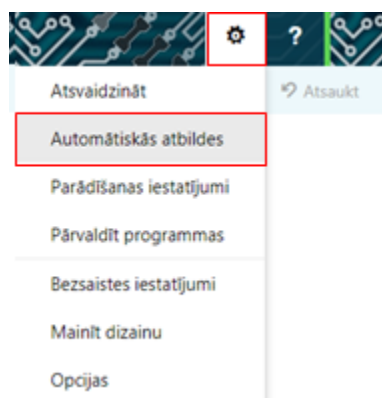 ?
Atsvaidzināt
Atsaukt
Automātiskās atbildes
Parādīšanas iestatījumi
Pārvaldīt programmas
Bezsaistes iestatījumi
Mainīt dizainu
Opcijas